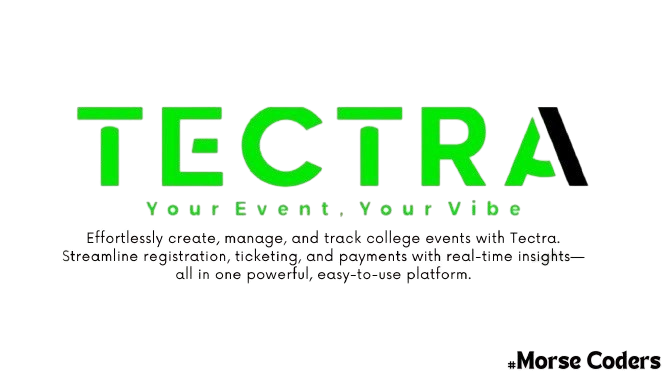 TECTRA
Your Event, Your Vibe
Effortlessly create, manage, and track college events with Tectra.
Streamline registration, ticketing, and payments with real-time insights—
all in one powerful, easy-to-use platform.
#Morse Coders